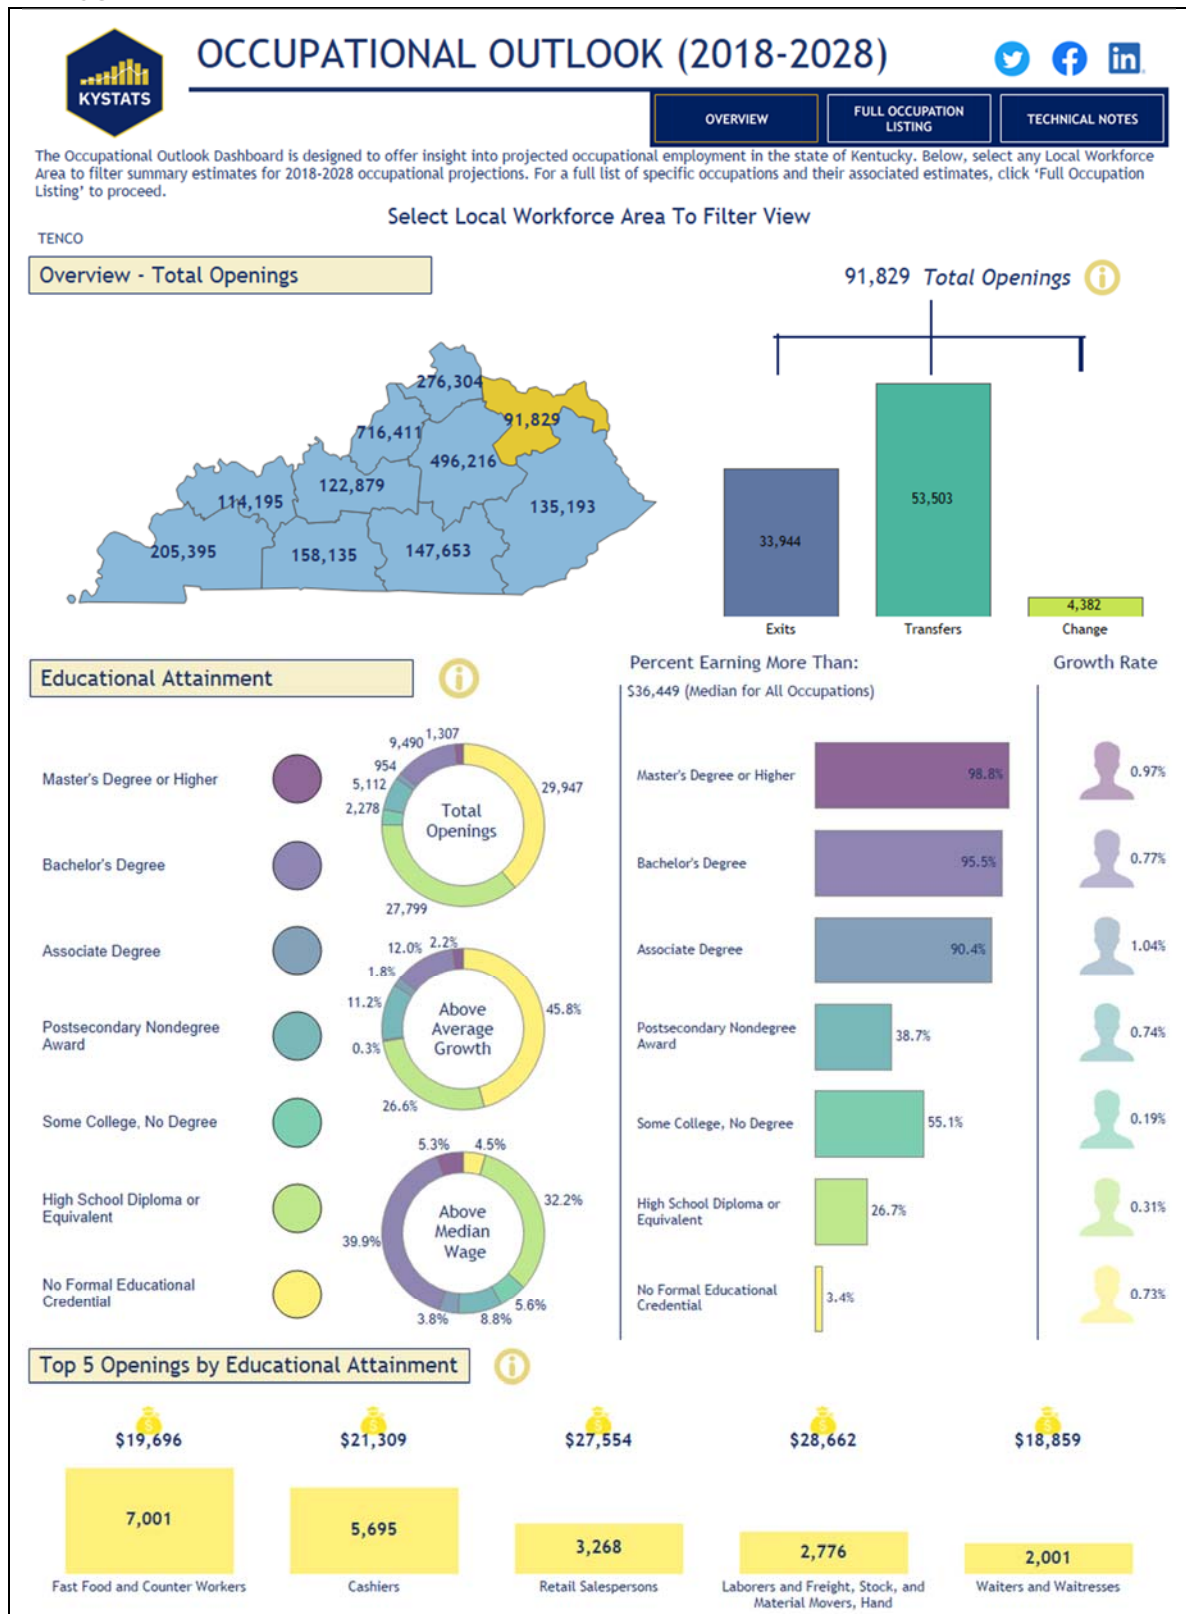 KYSTATS
OCCUPATIONAL OUTLOOK (2018-2028)
in
OVERVIEW
FULL OCCUPATION
LISTING
TECHNICAL NOTES
The Occupational Outlook Dashboard is designed to offer insight into projected occupational employment in the state of Kentucky. Below, select any Local Workforce
Area to filter summary estimates for 2018-2028 occupational projections. For a full list of specific occupations and their associated estimates, click ‘Full Occupation
Listing’ to proceed.
Select Local Workforce Area To Filter View
TENCO
Overview - Total Openings
91,829 Total Openings
i
276,304
91,829
716,411
496,216
122,879
114,195
135,193
205,395
158,135
147,653
33,944
53,503
4,382
Exits
Transfers
Change
Educational Attainment
i
Percent Earning More Than:
$36,449 (Median for All Occupations)
Growth Rate
Master's Degree or Higher
Bachelor's Degree
Associate Degree
Postsecondary Nondegree
Award
Some College, No Degree
High School Diploma or
Equivalent
No Formal Educational
Credential
1,307
9,490
954
5,112
2,278
29,947
27,799
Total
Openings
12.0%
2.2%
1.8%
11.2%
0.3%
45.8%
26.6%
Above
Average
Growth
5.3%
4.5%
32.2%
39.9%
5.6%
3.8%
8.8%
Above
Median
Wage
Master's Degree or Higher
98.8%
0.97%
Bachelor's Degree
95.5%
0.77%
Associate Degree
90.4%
1.04%
Postsecondary Nondegree
Award
38.7%
0.74%
Some College, No Degree
55.1%
0.19%
High School Diploma or
Equivalent
26.7%
0.31%
No Formal Educational
Credential
3.4%
0.73%
Top 5 Openings by Educational Attainment
i
$19,696
$21,309
$27,554
$28,662
$18,859
7,001
5,695
3,268
2,776
2,001
Fast Food and Counter Workers
Cashiers
Retail Salespersons
Laborers and Freight, Stock, and
Material Movers, Hand
Waiters and Waitresses